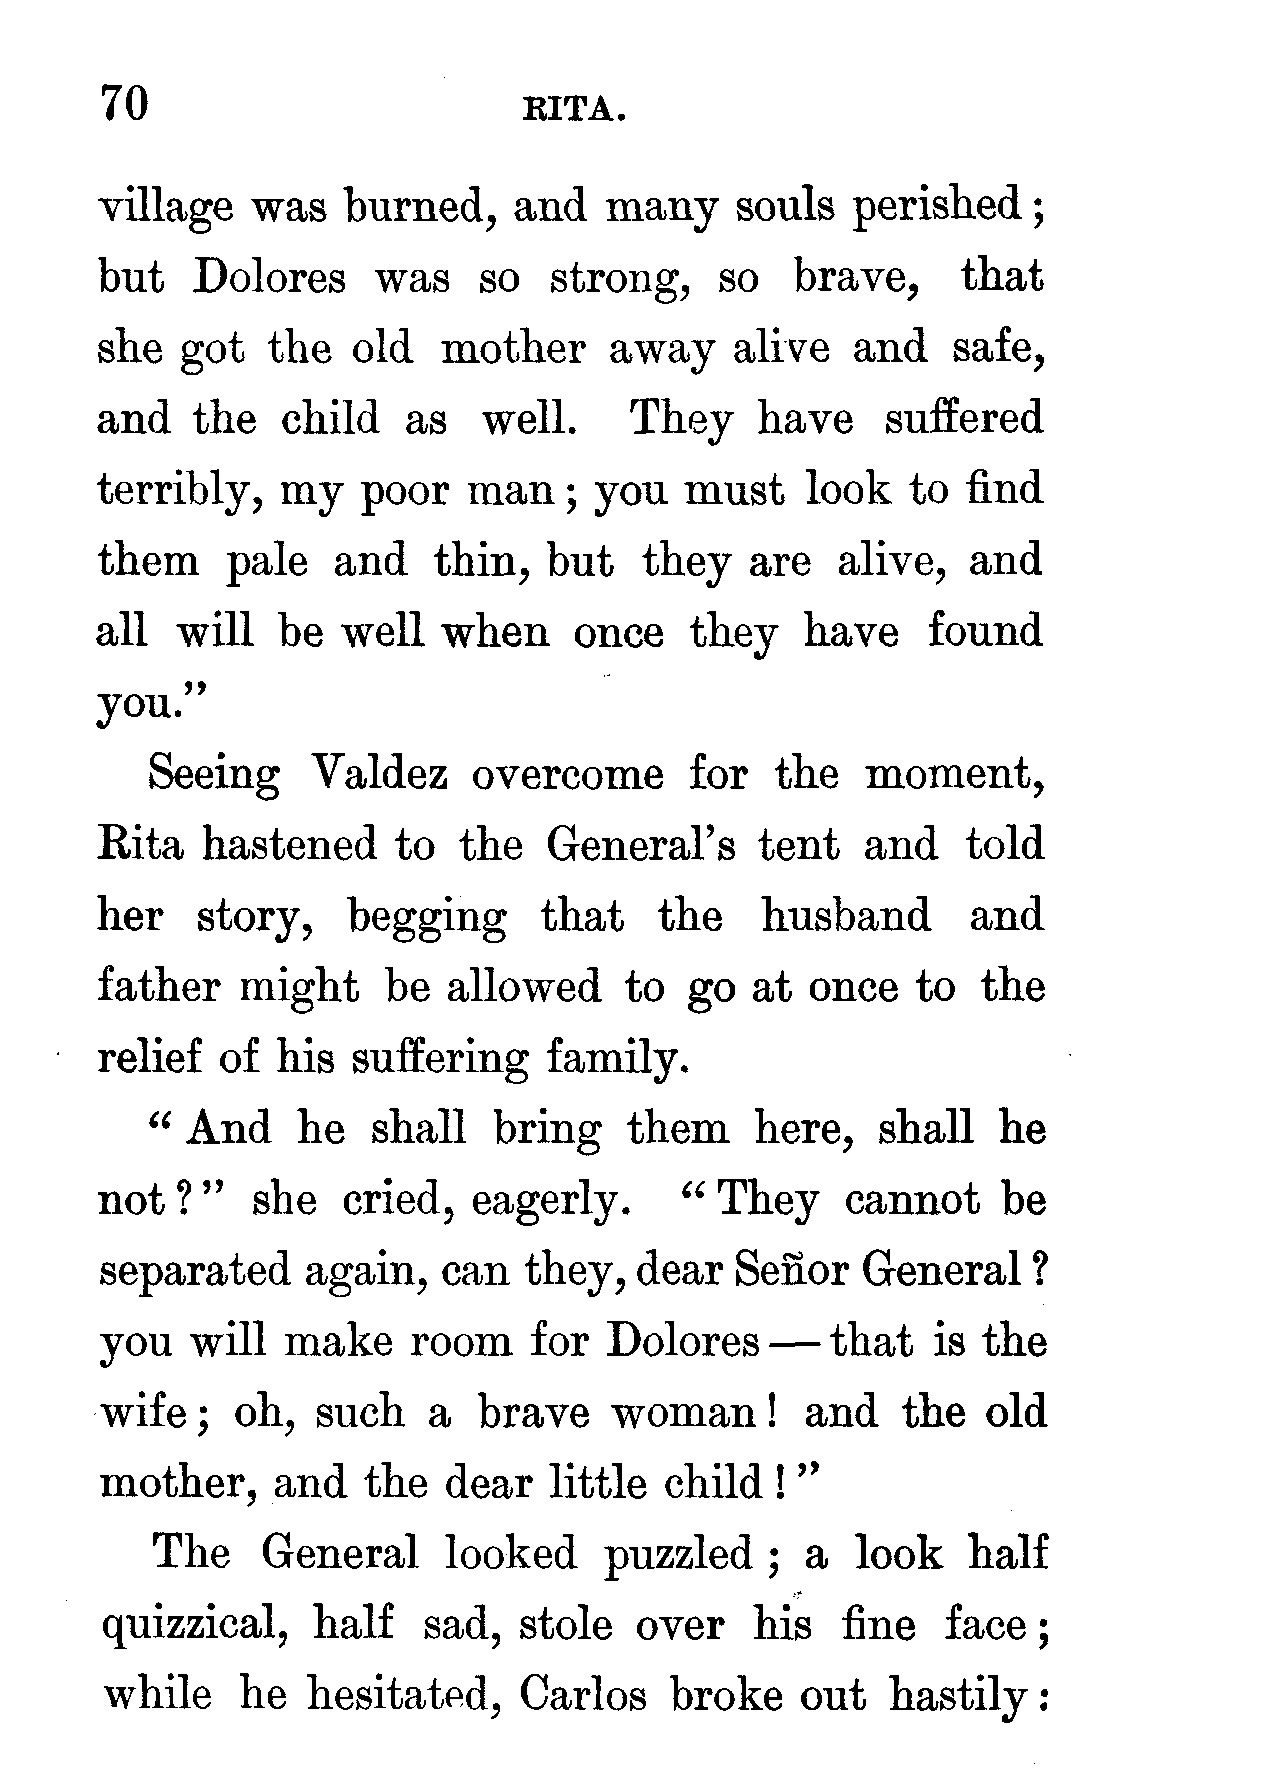 70 RITA.
village was burned, and many souls perished ;
but Dolores was so strong, so brave, that
she got the old mother away alive and safe,
and the child as well. They have suffered
terribly, my poor man ; you must look to find
them pale and thin, but they are alive, and
all will be well when once they have found
you.”
Seeing Valdez overcome for the moment,
Rita hastened to the General’s tent and told
her story, begging that the husband and
father might be allowed to go at once to the
relief of his suffering family.
“ And he shall bring them here, shall he
not ? ” she cried, eagerly. “ They cannot be
separated again, can they, dear Señor General ?
you will make room for Dolores — that is the
wife ; oh, such a brave woman ! and the old
mother, and the dear little child ! ”
The General looked puzzled ; a look half
quizzical, half sad, stole over his fine face ;
while he hesitated, Carlos broke out hastily :